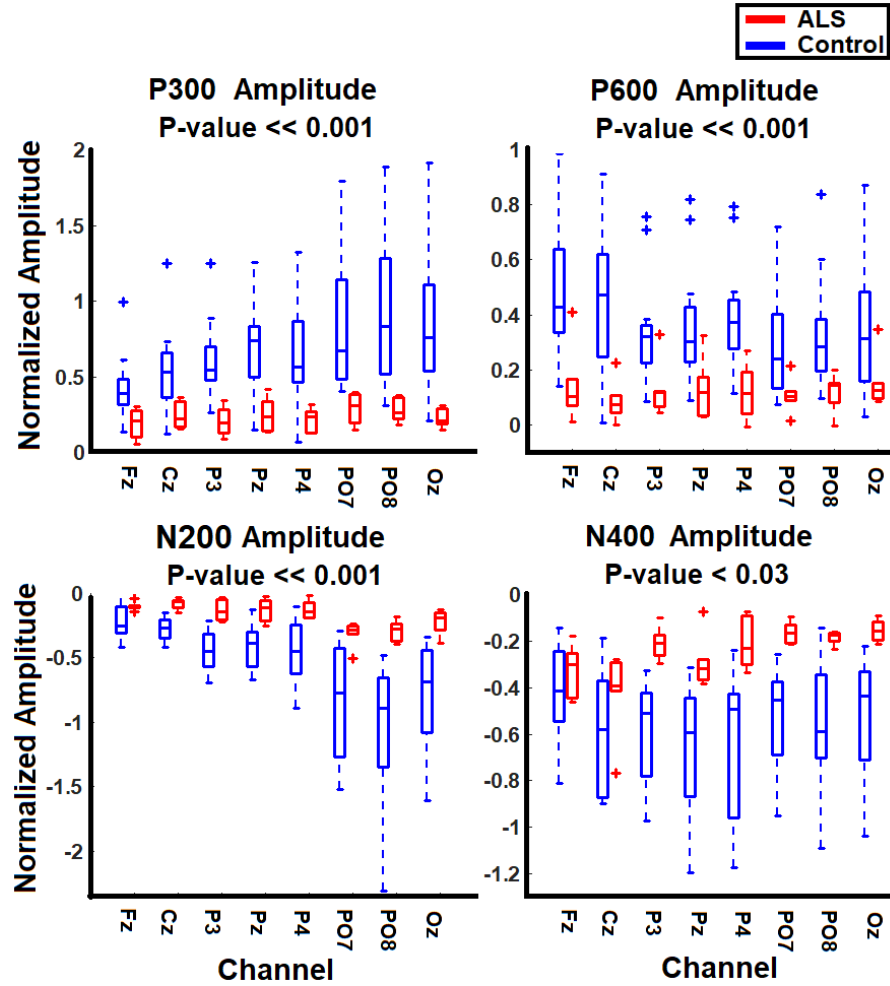 ALS
Control
P300 Amplitude
P-value << 0.001
Normalized Amplitude
2
1.5
1
0.5
0
Fz Cz P3 Pz P4 PO7 PO8 Oz
P600 Amplitude
P-value << 0.001
1
0.8
0.6
0.4
0.2
0
Fz Cz P3 Pz P4 PO7 PO8 Oz
N200 Amplitude
P-value << 0.001
Normalized Amplitude
0
-0.5
-1
-1.5
-2
Fz Cz P3 Pz P4 PO7 PO8 Oz
Channel
N400 Amplitude
P-value < 0.03
0
-0.2
-0.4
-0.6
-0.8
-1
-1.2
Fz Cz P3 Pz P4 PO7 PO8 Oz
Channel